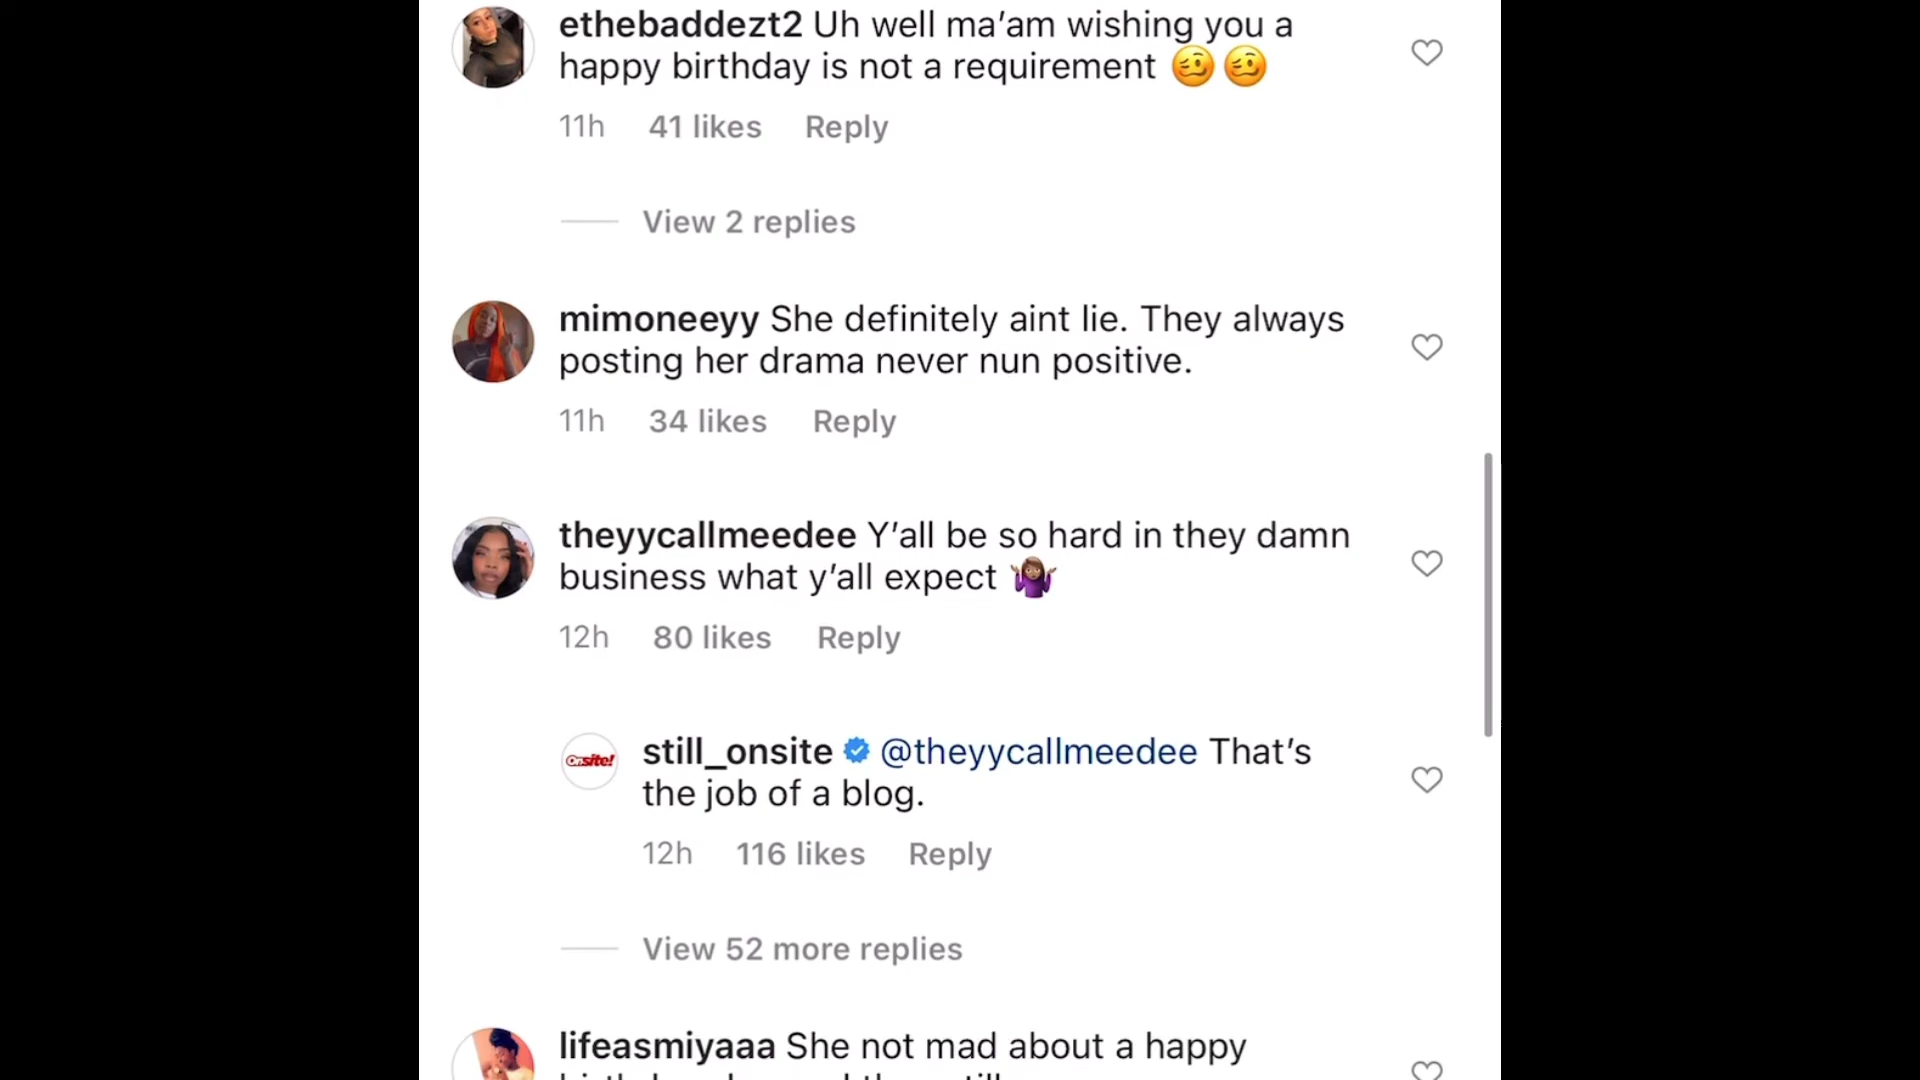 ethebaddezt2 Uh well ma’am wishing you a
happy birthday is not a requirement 🥴🥴
11h 41 likes Reply
View 2 replies
mimoneeyy She definitely aint lie. They always
posting her drama never nun positive.
11h 34 likes Reply
theyycallmeedee Y’all be so hard in they damn
business what y’all expect 🤷🏽‍♀️
12h 80 likes Reply
Onsite!
still_onsite @theyycallmeedee That’s
the job of a blog.
12h 116 likes Reply
View 52 more replies
lifeasmiyaaa She not mad about a happy